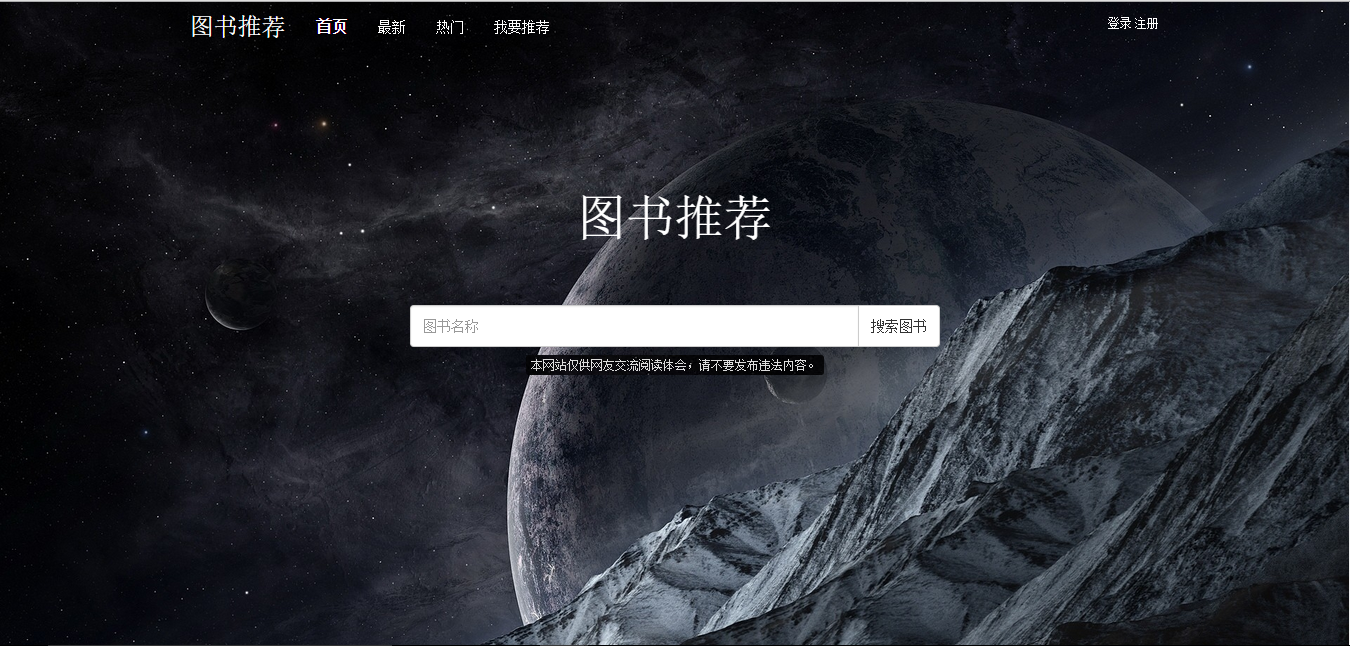 图书推荐 首页 最新 热门 我要推荐 登录 注册
图书推荐
图书名称 搜索图书
本网站仅供网友交流阅读体会，请不要发布违法内容。